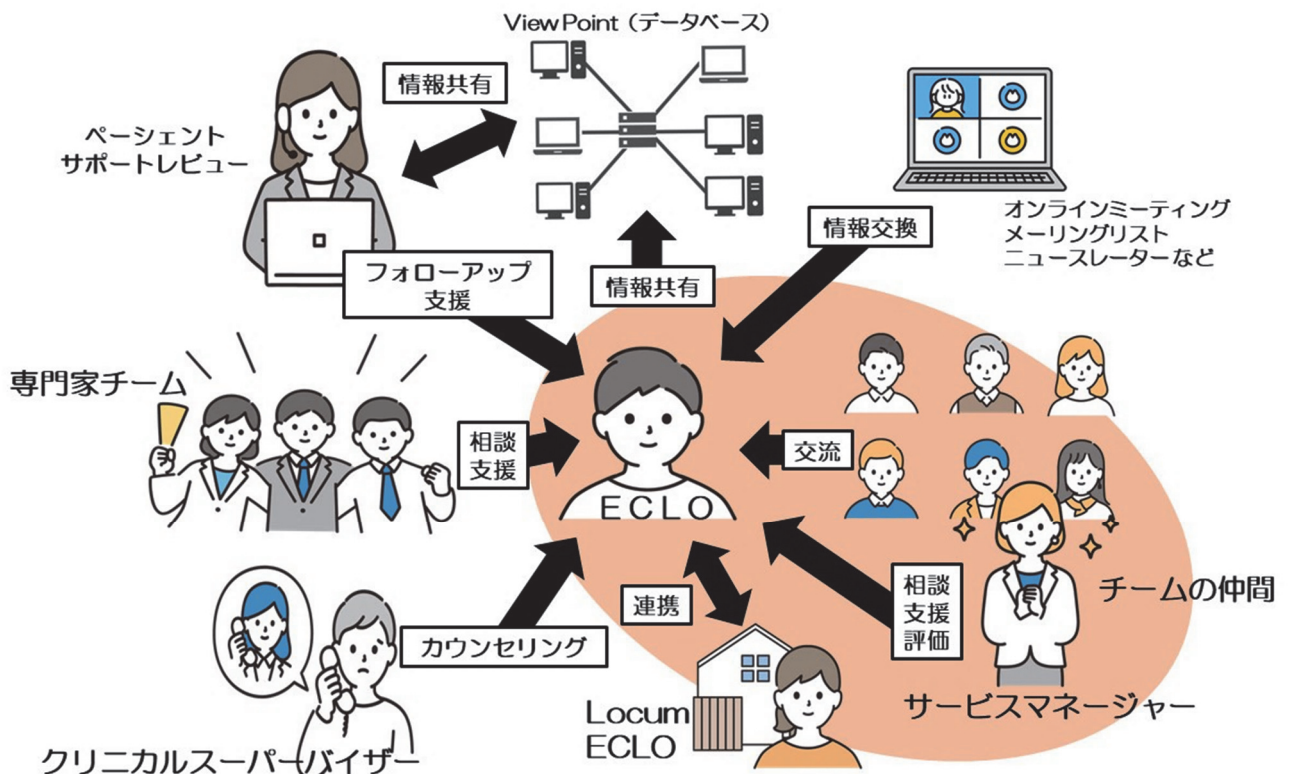 ViewPoint（データベース）
情報共有
ペーシェント
サポートレビュー
オンラインミーティング
メーリングリスト
ニュースレーターなど
情報交換
フォローアップ
支援
情報共有
専門家チーム
相談
支援
交流
ECLO
チームの仲間
相談
支援
評価
連携
カウンセリング
サービスマネージャー
Locum
ECLO
クリニカルスーパーバイザー